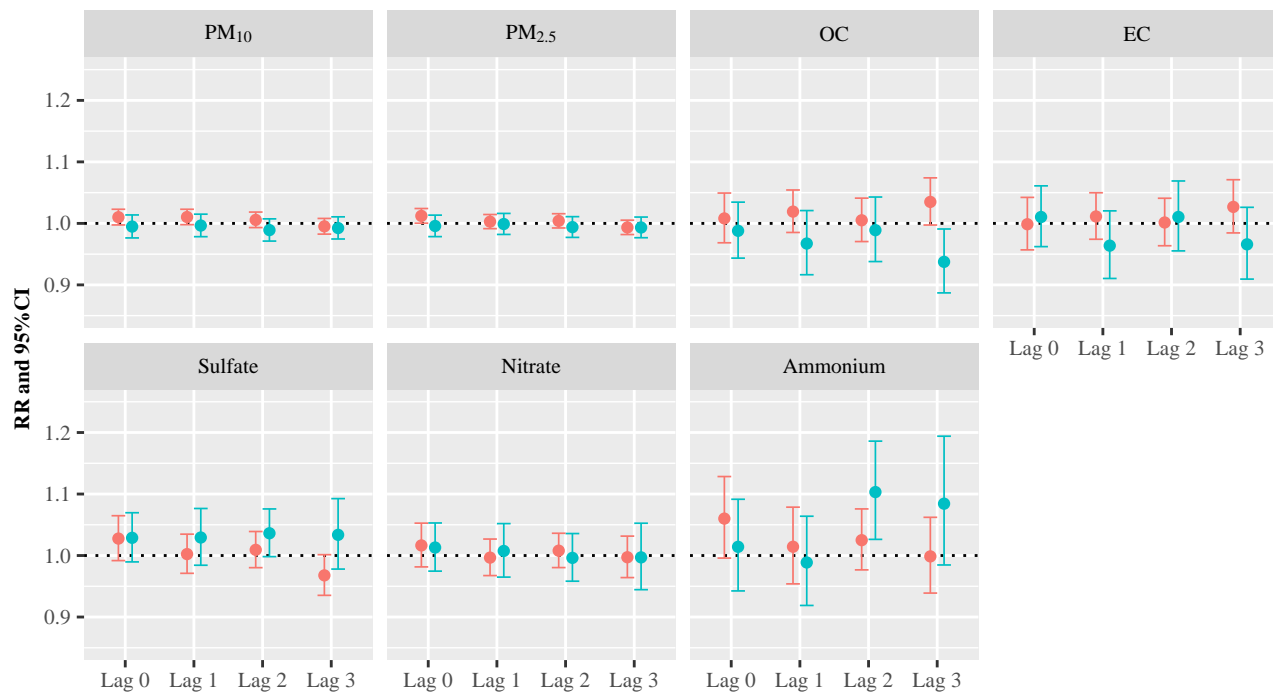 PM10 PM2.5 OC EC
1.2
1.1
1.0
0.9
Lag 0 Lag 1 Lag 2 Lag 3
RR and 95%CI
Sulfate Nitrate Ammonium
1.2
1.1
1.0
0.9
Lag 0 Lag 1 Lag 2 Lag 3 Lag 0 Lag 1 Lag 2 Lag 3 Lag 0 Lag 1 Lag 2 Lag 3